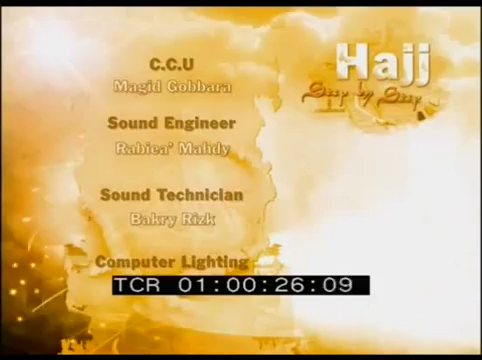 Hajj
Step by Step
C.C.U
Magid Gobbara
Sound Engineer
Rabiea' Mahdy
Sound Technician
Bakry Rizk
Computer Lighting
TCR 01:00:26:09